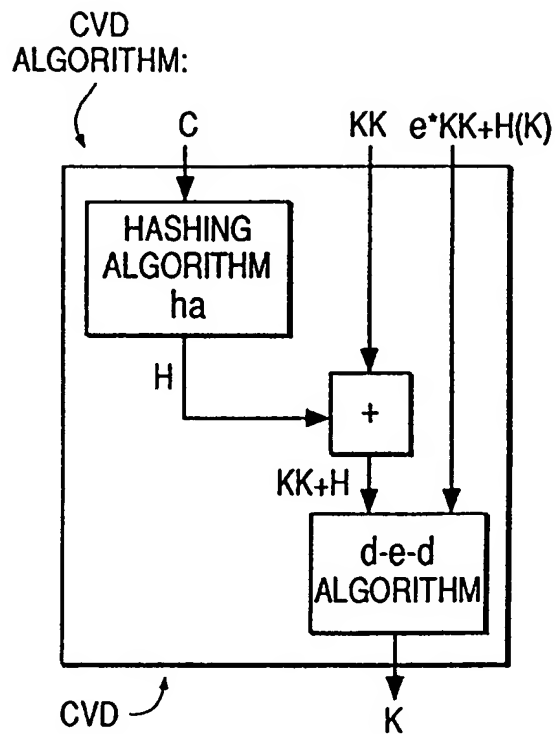 CVD
ALGORITHM:
C
KK
e*KK+H(K)
HASHING
ALGORITHM
ha
H
+
KK+H
d-e-d
ALGORITHM
CVD
K